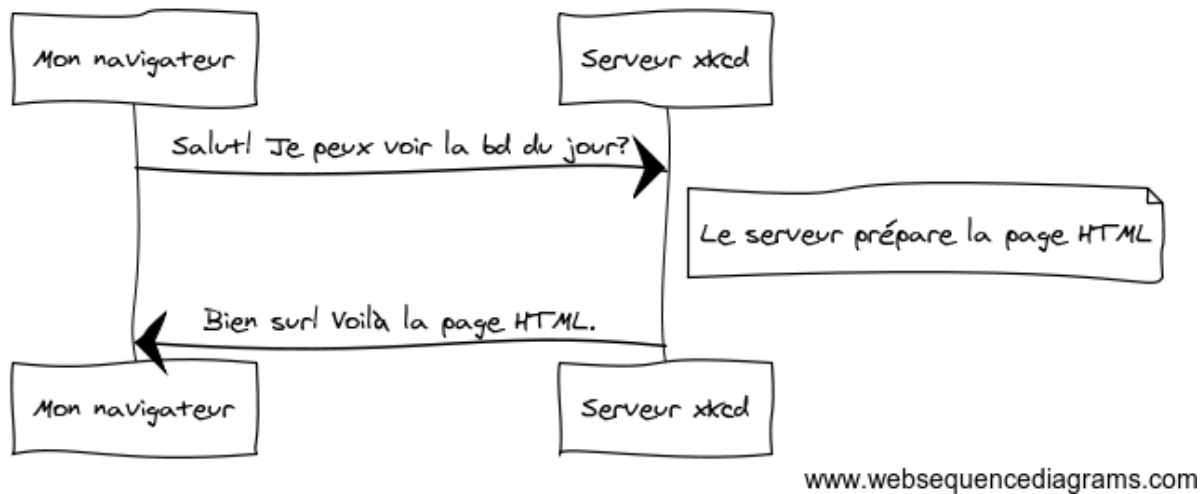 Mon navigateur
Serveur xkcd
Salut! Je peux voir la bd du jour?
Le serveur prépare la page HTML
Bien sur! Voilà la page HTML.
Mon navigateur
Serveur xkcd
www.websequencediagrams.com